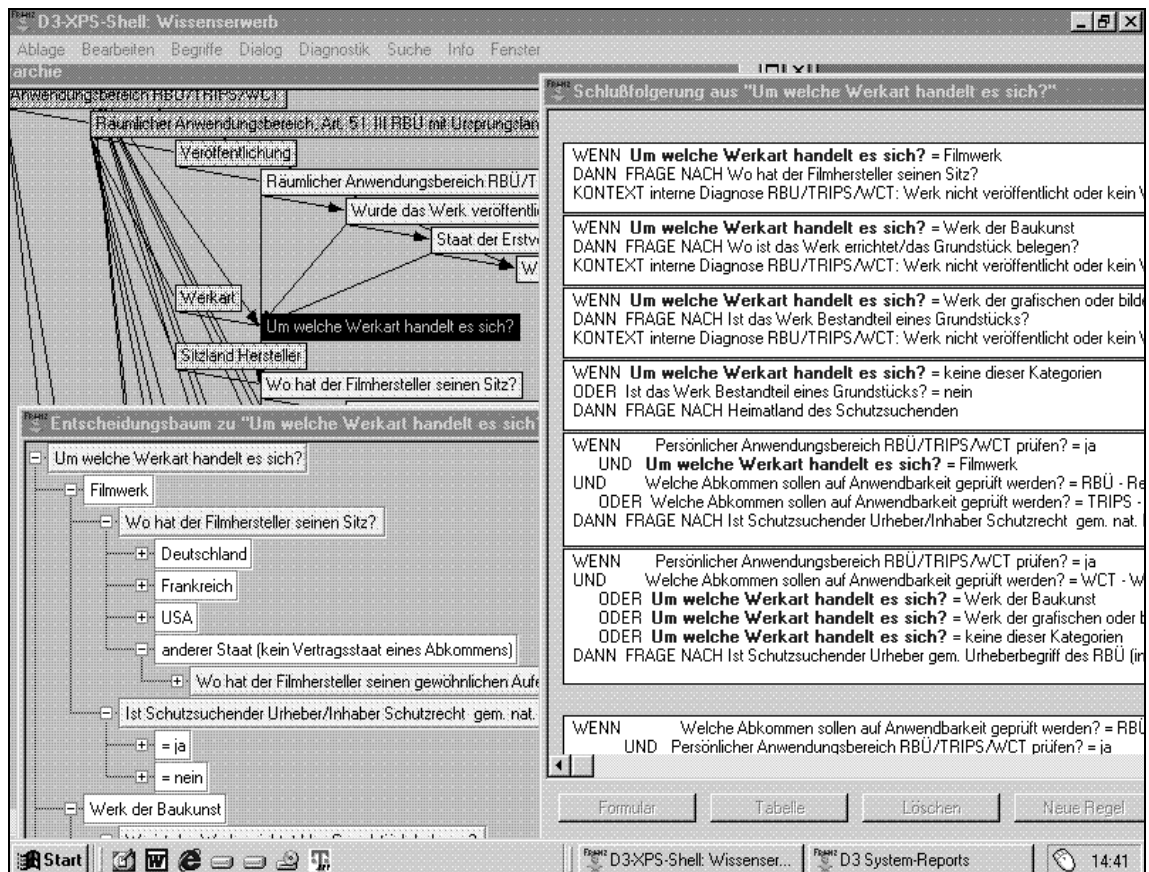 D3-XPS-Shell: Wissenserwerb
Ablage Bearbeiten Begriffe Dialog Diagnostik Suche Info Fenster
archie
Anwendungsbereich RBÜ/TRIPS/WCT
Räumlicher Anwendungsbereich, Art. 5 I, III RBÜ mit Ursprungslan
Veröffentlichung
Räumlicher Anwendungsbereich RBÜ/T
Wurde das Werk veröffentli
Staat der Erstve
W
Werkart
Um welche Werkart handelt es sich?
Sitzland Hersteller
Wo hat der Filmhersteller seinen Sitz?
Entscheidungsbaum zu "Um welche Werkart handelt es sich
Um welche Werkart handelt es sich?
Filmwerk
Wo hat der Filmhersteller seinen Sitz?
Deutschland
Frankreich
USA
anderer Staat (kein Vertragsstaat eines Abkommens)
Wo hat der Filmhersteller seinen gewöhnlichen Aufe
Ist Schutzsuchender Urheber/Inhaber Schutzrecht gem. nat.
= ja
= nein
Werk der Baukunst
Schlußfolgerung aus "Um welche Werkart handelt es sich?"
WENN Um welche Werkart handelt es sich? = Filmwerk
DANN FRAGE NACH Wo hat der Filmhersteller seinen Sitz?
KONTEXT interne Diagnose RBU/TRIPS/WCT: Werk nicht veröffentlicht oder kein V
WENN Um welche Werkart handelt es sich? = Werk der Baukunst
DANN FRAGE NACH Wo ist das Werk errichtet/das Grundstück belegen?
KONTEXT interne Diagnose RBU/TRIPS/WCT: Werk nicht veröffentlicht oder kein V
WENN Um welche Werkart handelt es sich? = Werk der grafischen oder bilde
DANN FRAGE NACH Ist das Werk Bestandteil eines Grundstücks?
KONTEXT interne Diagnose RBU/TRIPS/WCT: Werk nicht veröffentlicht oder kein V
WENN Um welche Werkart handelt es sich? = keine dieser Kategorien
ODER Ist das Werk Bestandteil eines Grundstücks? = nein
DANN FRAGE NACH Heimatland des Schutzsuchenden
WENN Persönlicher Anwendungsbereich RBÜ/TRIPS/WCT prüfen? = ja
UND Um welche Werkart handelt es sich? = Filmwerk
UND Welche Abkommen sollen auf Anwendbarkeit geprüft werden? = RBÜ - Re
ODER Welche Abkommen sollen auf Anwendbarkeit geprüft werden? = TRIPS -
DANN FRAGE NACH Ist Schutzsuchender Urheber/Inhaber Schutzrecht gem. nat.
WENN Persönlicher Anwendungsbereich RBÜ/TRIPS/WCT prüfen? = ja
UND Welche Abkommen sollen auf Anwendbarkeit geprüft werden? = WCT - W
ODER Um welche Werkart handelt es sich? = Werk der Baukunst
ODER Um welche Werkart handelt es sich? = Werk der grafischen oder b
ODER Um welche Werkart handelt es sich? = keine dieser Kategorien
DANN FRAGE NACH Ist Schutzsuchender Urheber gem. Urheberbegriff des RBÜ (in
WENN Welche Abkommen sollen auf Anwendbarkeit geprüft werden? = RBÜ
UND Persönlicher Anwendungsbereich RBÜ/TRIPS/WCT prüfen? = ja
Formular Tabelle Löschen Neue Regel
Start D3-XPS-Shell: Wissenser... D3 System-Reports 14:41